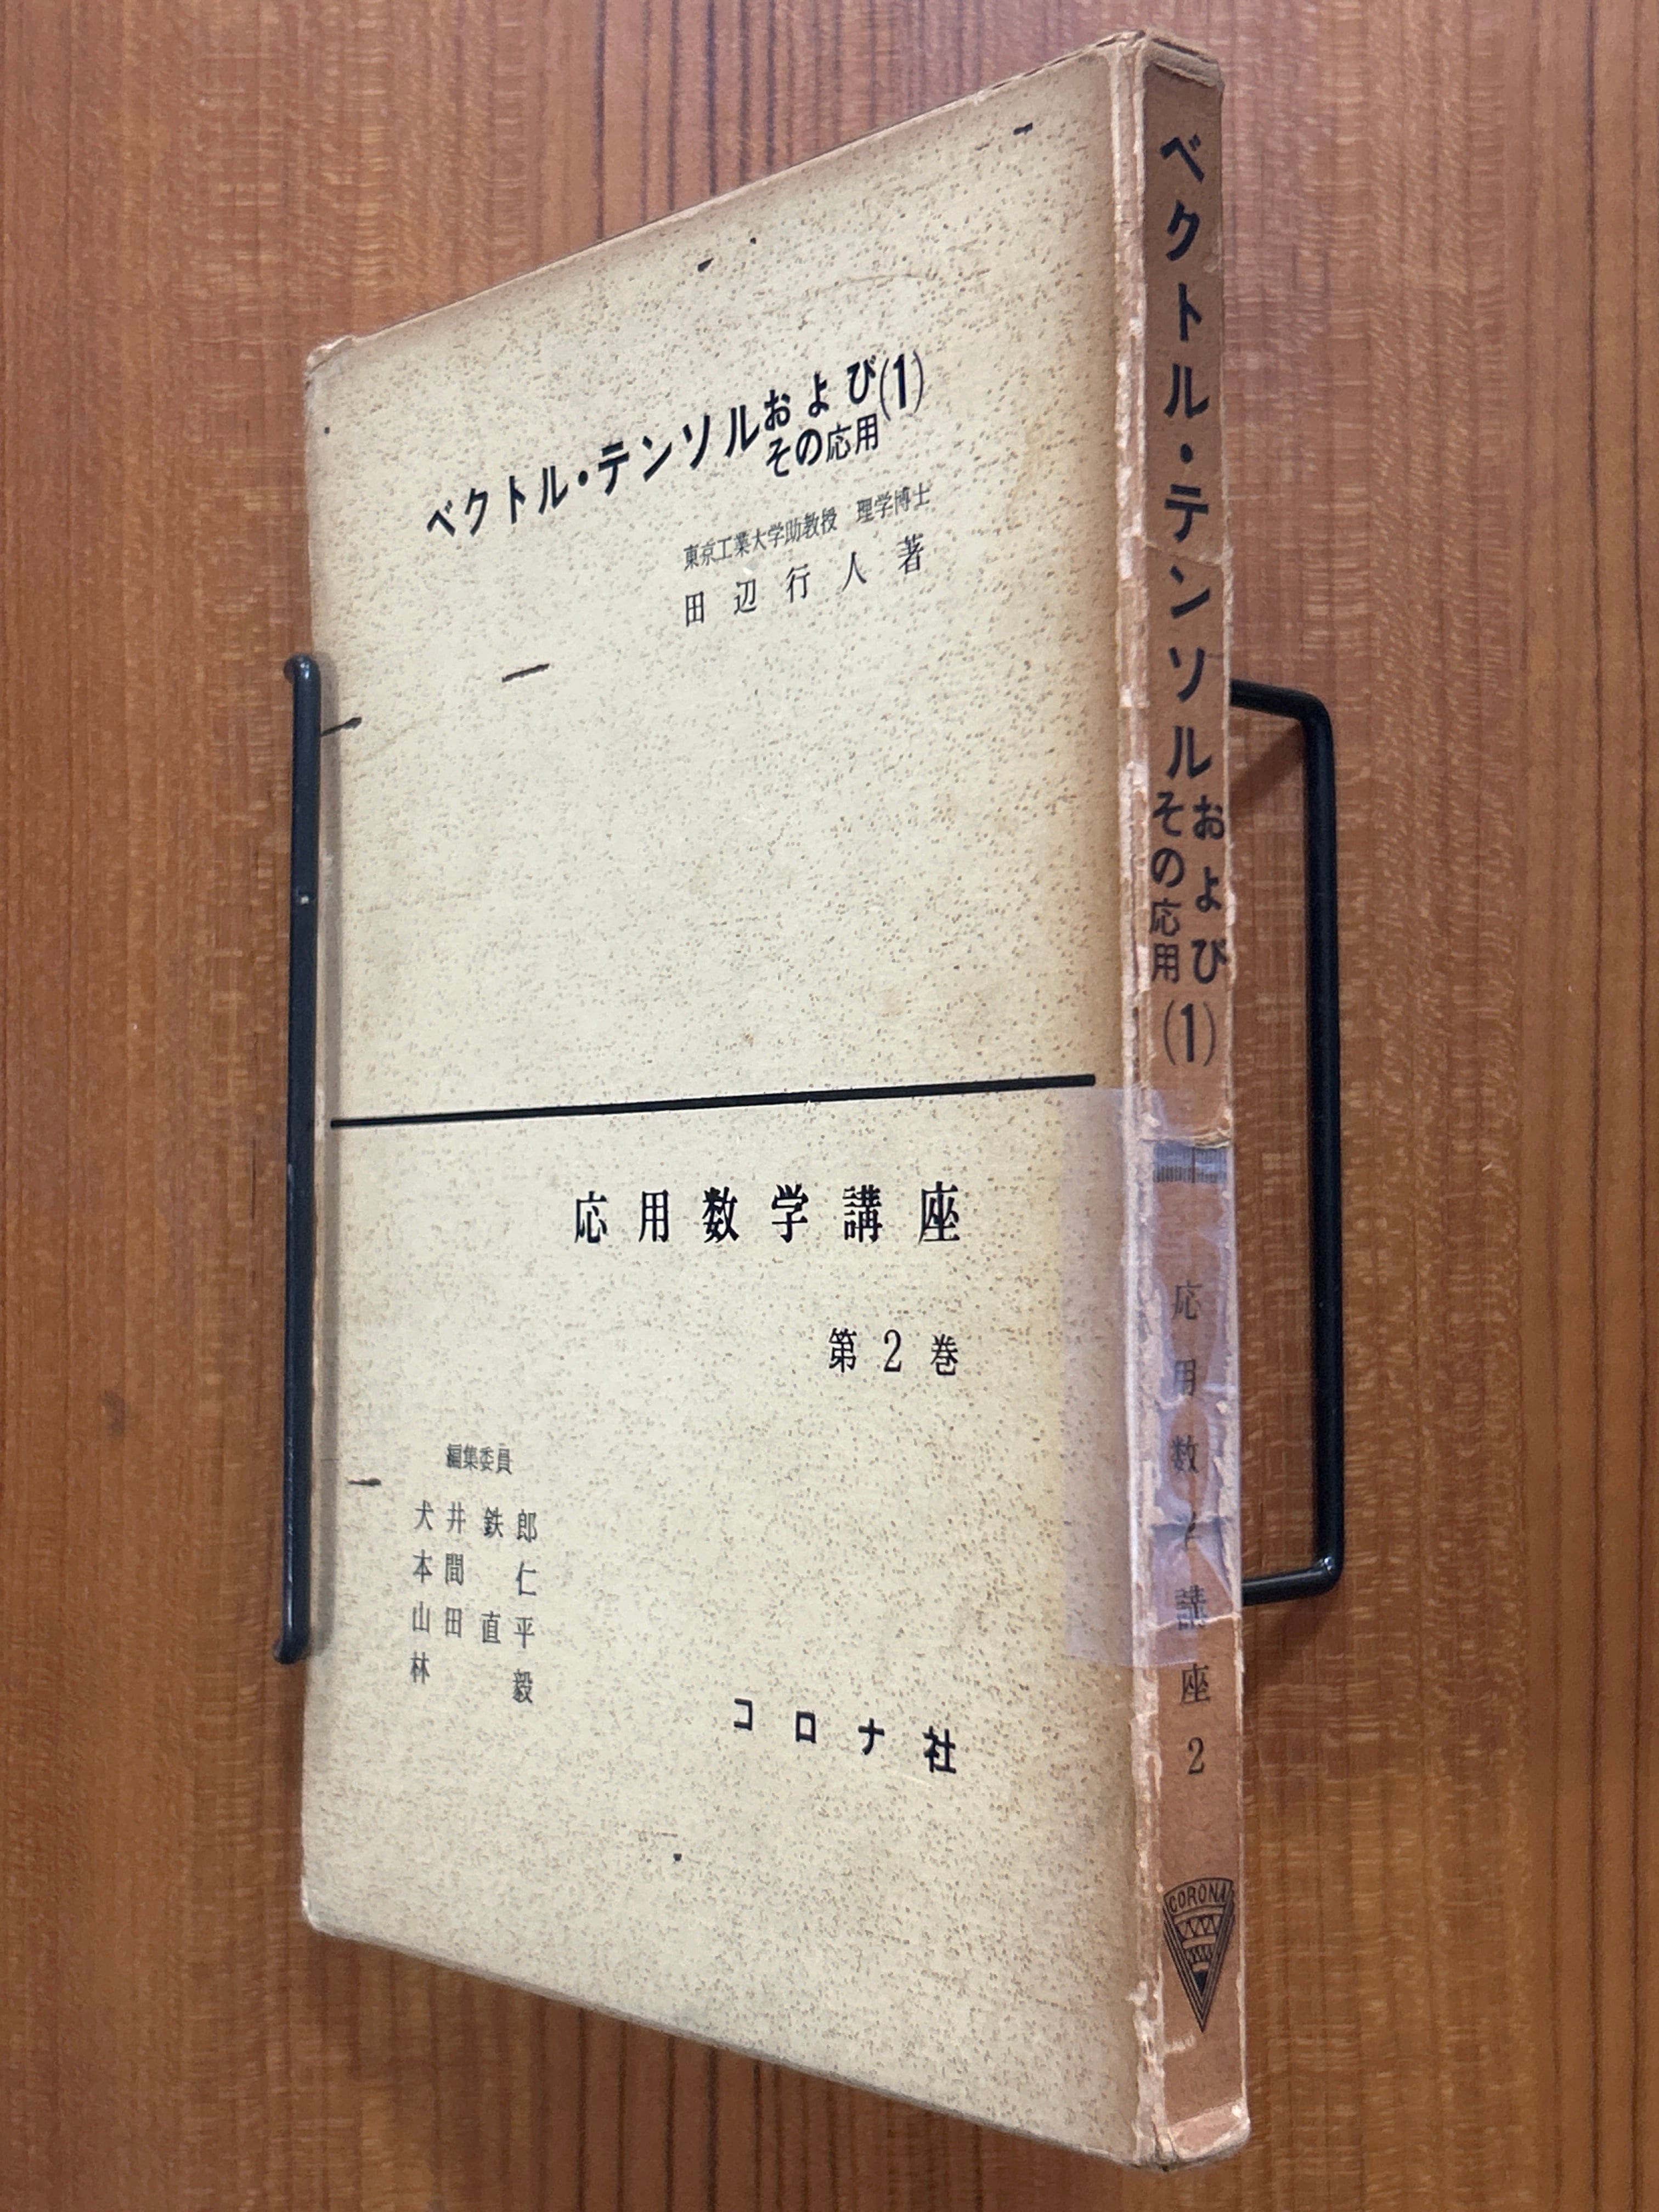 ベクトル・テンソルおよびその応用(1)
東京工業大学助教授 理学博士
田辺行人著
応用数学講座
第2巻
編集委員
犬井鉄郎
本間仁
山田直平
林毅
コロナ社
ベクトル・テンソルおよびその応用(1)
応用数学講座2
CORONA